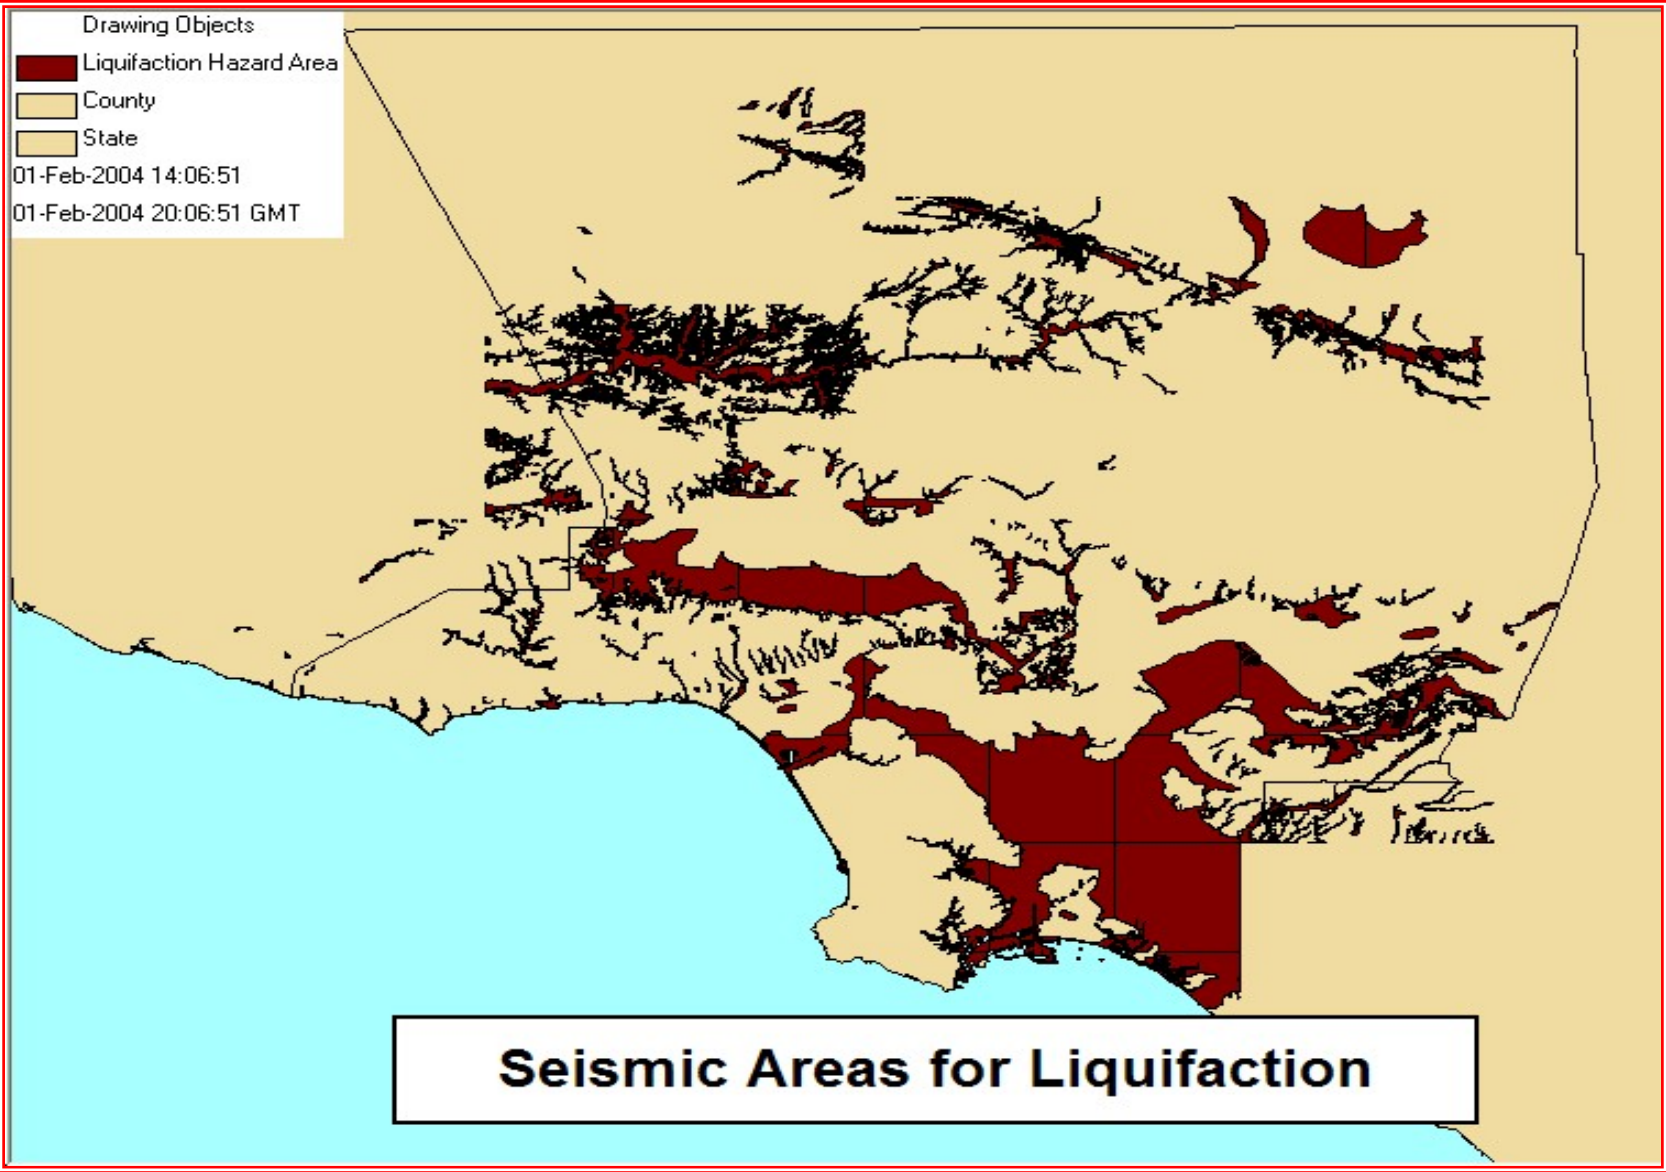 Drawing Objects
Liquifaction Hazard Area
County
State
01-Feb-2004 14:06:51
01-Feb-2004 20:06:51 GMT
Seismic Areas for Liquifaction